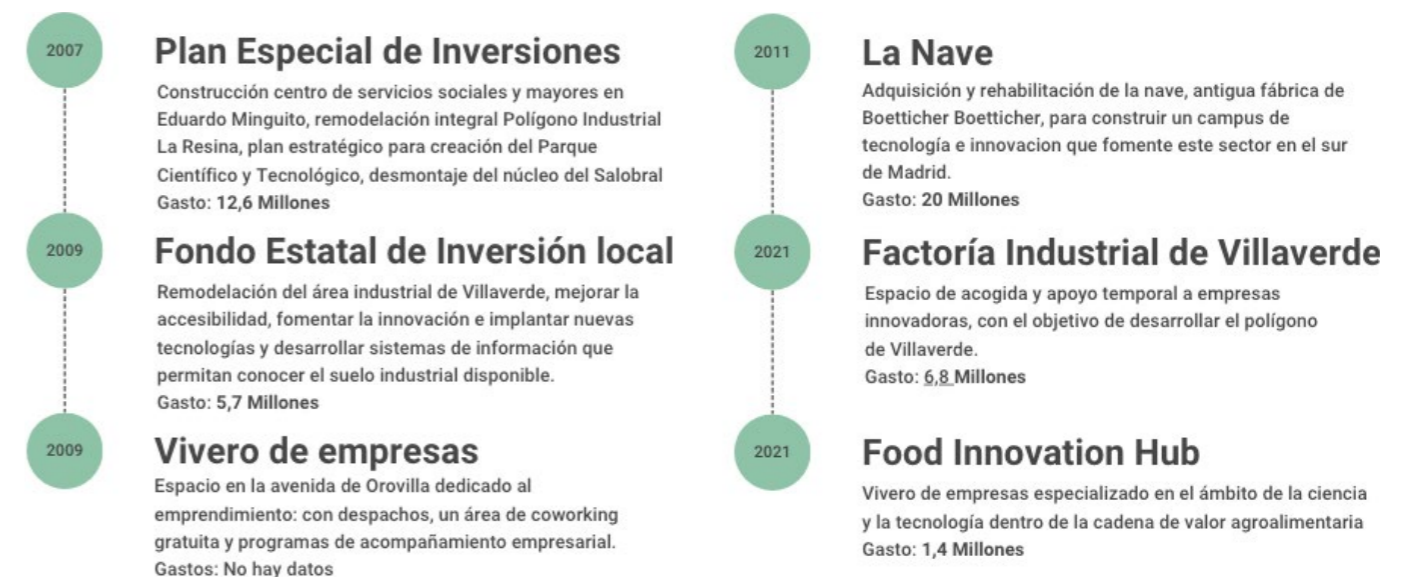 2007
Plan Especial de Inversiones
Construcción centro de servicios sociales y mayores en
Eduardo Minguito, remodelación integral Polígono Industrial
La Resina, plan estratégico para creación del Parque
Científico y Tecnológico, desmontaje del núcleo del Salobral
Gasto: 12,6 Millones
2009
Fondo Estatal de Inversión local
Remodelación del área industrial de Villaverde, mejorar la
accesibilidad, fomentar la innovación e implantar nuevas
tecnologías y desarrollar sistemas de información que
permitan conocer el suelo industrial disponible.
Gasto: 5,7 Millones
2009
Vivero de empresas
Espacio en la avenida de Orovilla dedicado al
emprendimiento: con despachos, un área de coworking
gratuita y programas de acompañamiento empresarial.
Gastos: No hay datos
2011
La Nave
Adquisición y rehabilitación de la nave, antigua fábrica de
Boetticher Boetticher, para construir un campus de
tecnología e innovacion que fomente este sector en el sur
de Madrid.
Gasto: 20 Millones
2021
Factoría Industrial de Villaverde
Espacio de acogida y apoyo temporal a empresas
innovadoras, con el objetivo de desarrollar el polígono
de Villaverde.
Gasto: 6,8 Millones
2021
Food Innovation Hub
Vivero de empresas especializado en el ámbito de la ciencia
y la tecnología dentro de la cadena de valor agroalimentaria
Gasto: 1,4 Millones